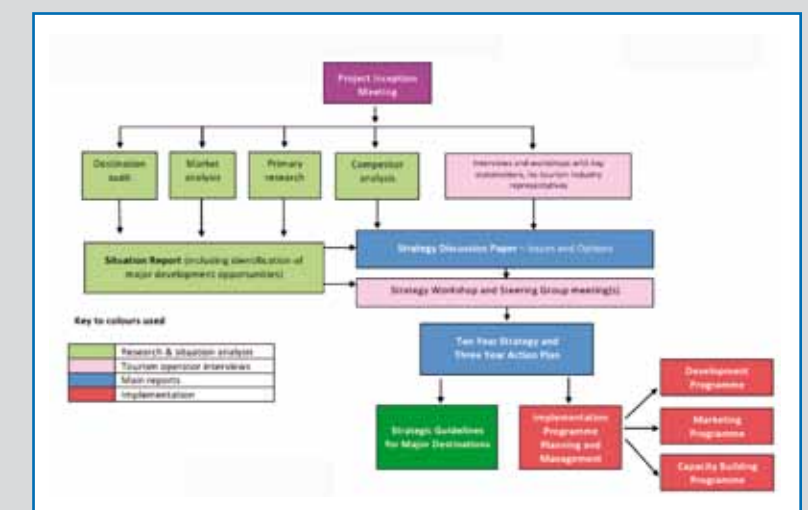 Project Inception
Meeting
Destination
audit
Market
analysis
Primary
research
Competitor
analysis
Interviews and workshops with key
stakeholders, tourism industry
representatives
Situation Report (including identification of
major development opportunities)
Strategy Discussion Paper – Issues and Options
Strategy Workshop and Steering Group meeting(s)
Key to colours used
Research & situation analysis
Tourism operator interviews
Main reports
Implementation
Ten Year Strategy and
Three Year Action Plan
Strategic Guidelines
for Major Destinations
Implementation
Programme
Planning and
Management
Development
Programme
Marketing
Programme
Capacity Building
Programme